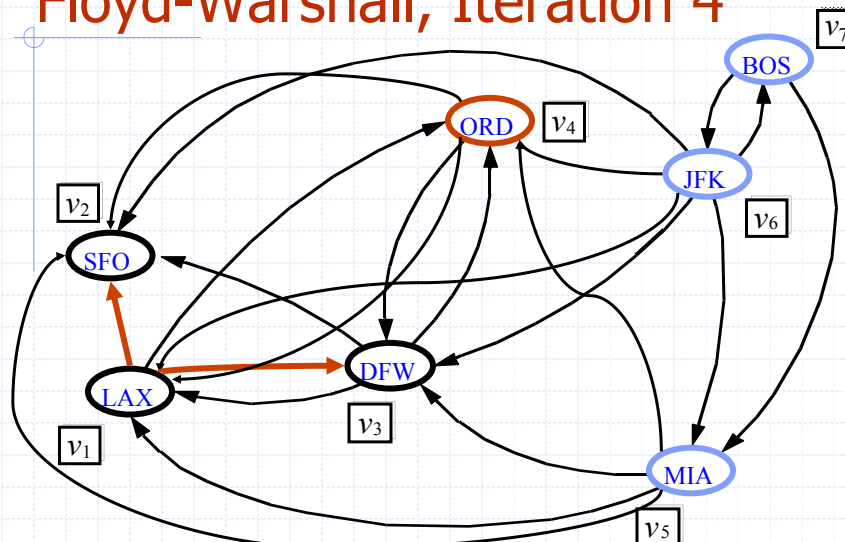 Floyd-Warshall, Iteration 4
v7
BOS
ORD
v4
JFK
v2
v6
SFO
DFW
LAX
v3
v1
MIA
v5